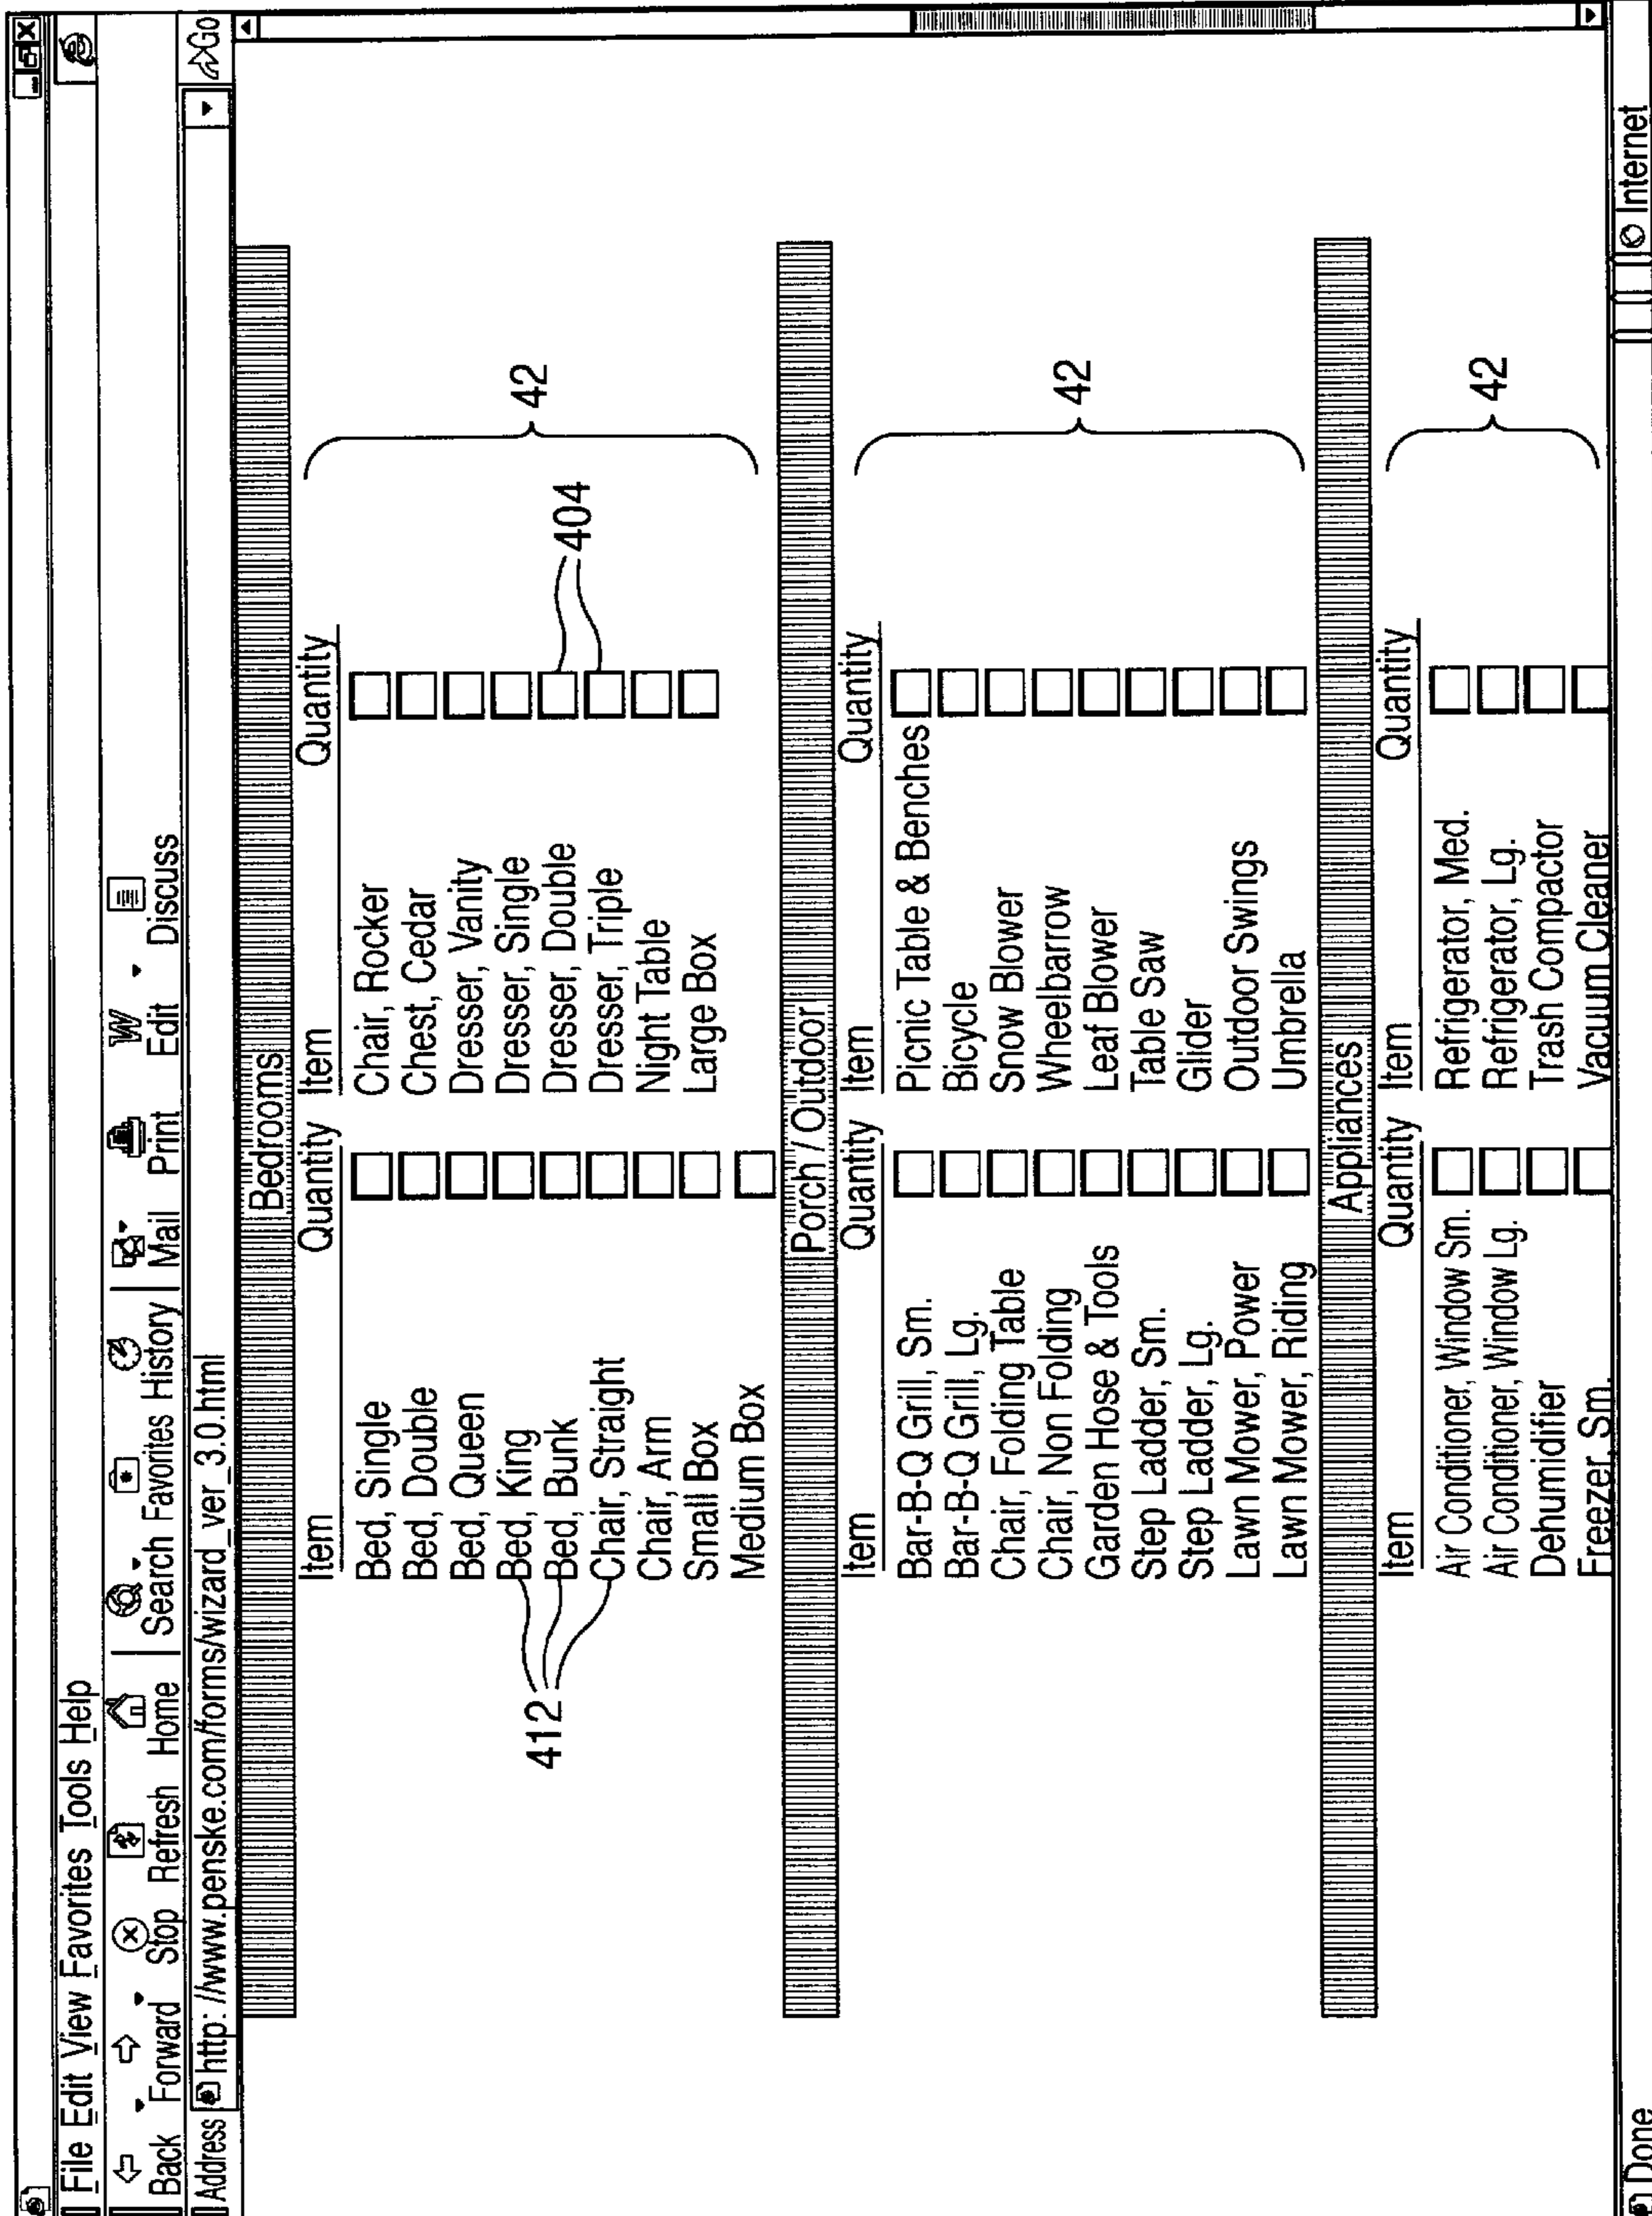 File Edit View Favorites Tools Help
Back Forward Stop Refresh Home Search Favorites History Mail Print Edit Discuss
Address http: //www.penske.com/forms/wizard_ver_3.0.html Go
Bedrooms
Item Quantity Item Quantity
Bed, Single Chair, Rocker
Bed, Double Chest, Cedar
Bed, Queen Dresser, Vanity
Bed, King Dresser, Single
Bed, Bunk Dresser, Double
Chair, Straight Dresser, Triple
Chair, Arm Night Table
Small Box Large Box
Medium Box
412
404
42
Porch / Outdoor
Item Quantity Item Quantity
Bar-B-Q Grill, Sm. Picnic Table & Benches
Bar-B-Q Grill, Lg. Bicycle
Chair, Folding Table Snow Blower
Chair, Non Folding Wheelbarrow
Garden Hose & Tools Leaf Blower
Step Ladder, Sm. Table Saw
Step Ladder, Lg. Glider
Lawn Mower, Power Outdoor Swings
Lawn Mower, Riding Umbrella
42
Appliances
Item Quantity Item Quantity
Air Conditioner, Window Sm. Refrigerator, Med.
Air Conditioner, Window Lg. Refrigerator, Lg.
Dehumidifier Trash Compactor
Freezer, Sm. Vacuum Cleaner
42
Done Internet